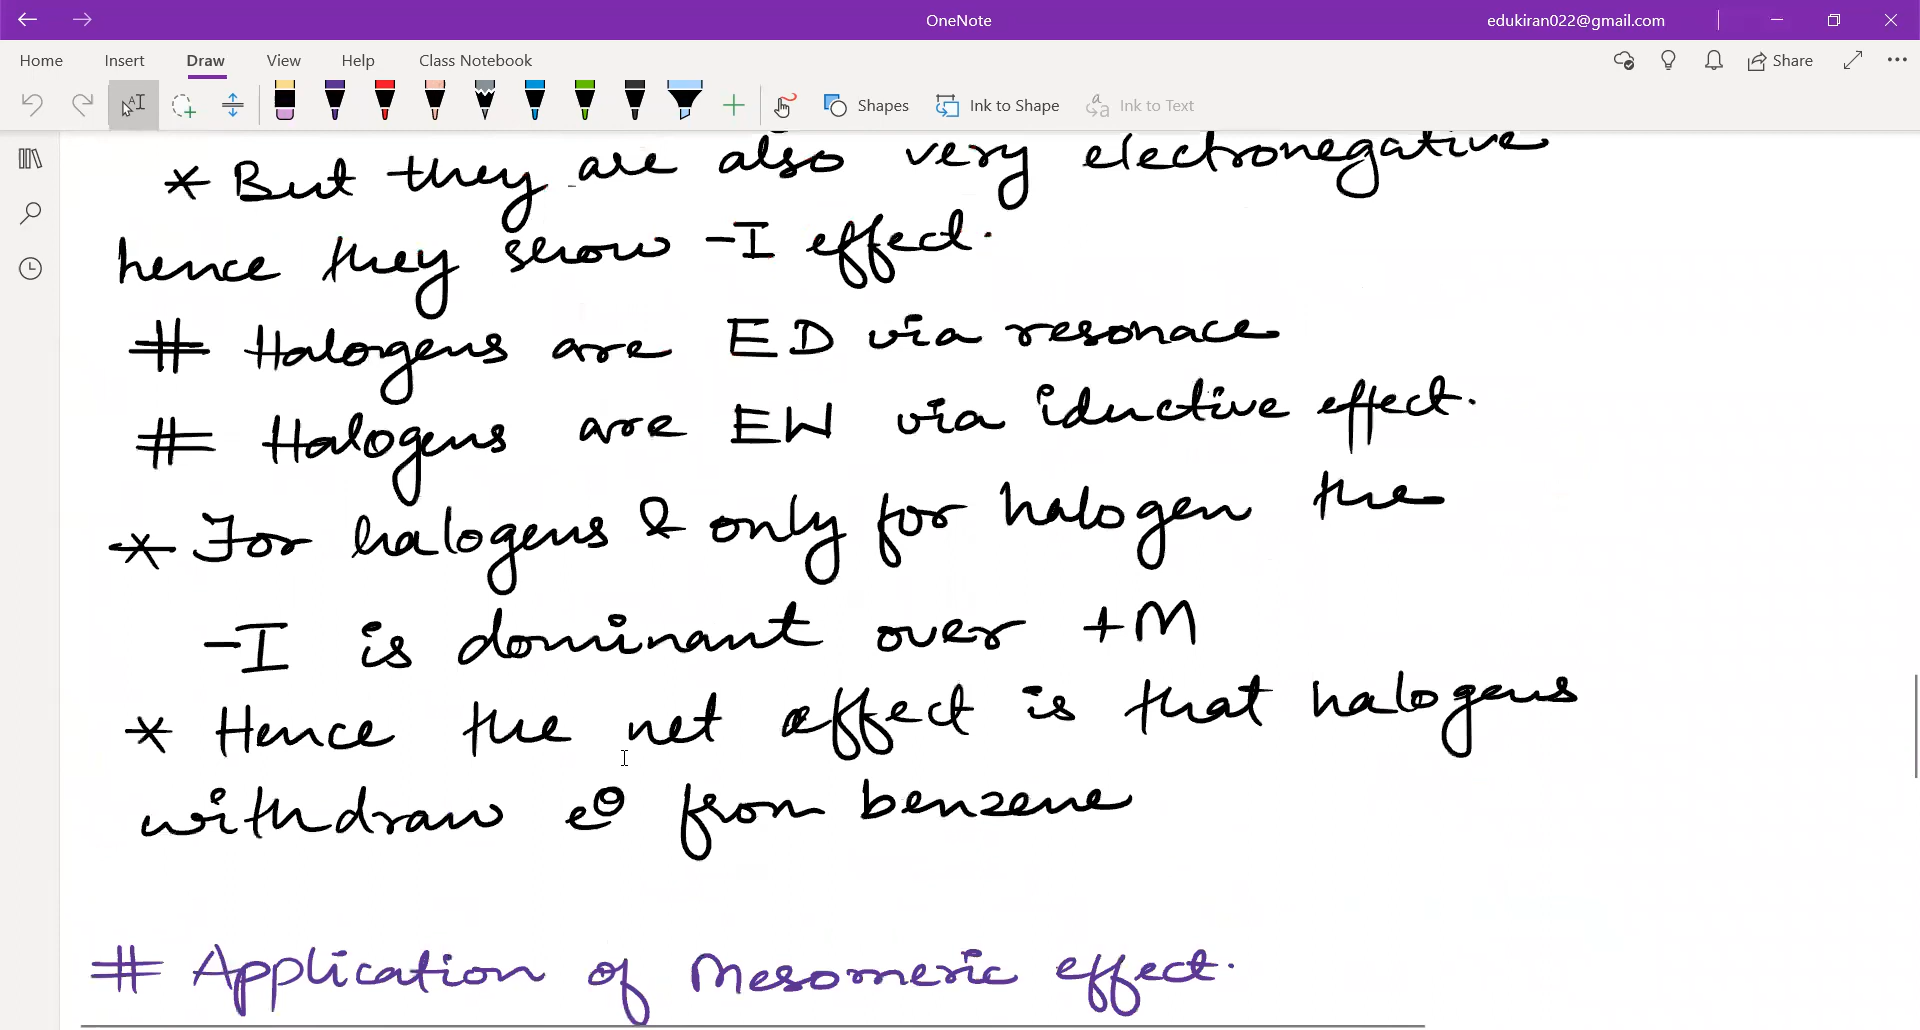 OneNote
edukiran022@gmail.com
Home Insert Draw View Help Class Notebook
Share
Shapes Ink to Shape Ink to Text
* But they are also very electronegative
hence they show -I effect.
# Halogens are ED via resonace
# Halogens are EW via iductive effect.
* For halogens & only for halogen the
-I is dominant over +M
* Hence the net effect is that halogens
withdraw e⊖ from benzene
# Application of Mesomeric effect.